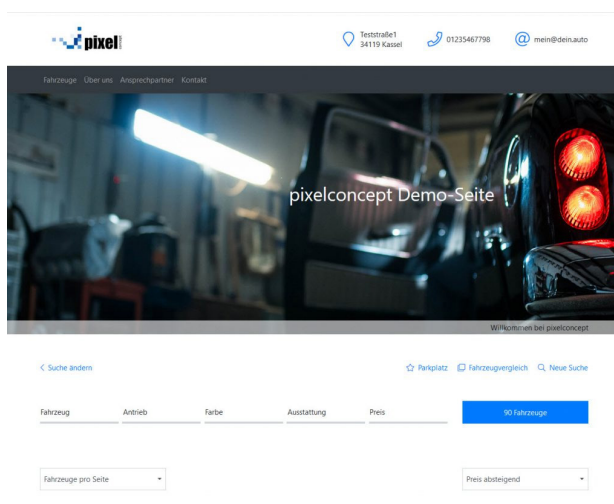 pixel
Teststraße1
34119 Kassel
01235467798
mein@dein.auto
Fahrzeuge Über uns Ansprechpartner Kontakt
pixelconcept Demo-Seite
Willkommen bei pixelconcept
Suche ändern
Parkplatz Fahrzeugvergleich Neue Suche
Fahrzeug Antrieb Farbe Ausstattung Preis 90 Fahrzeuge
Fahrzeuge pro Seite Preis absteigend